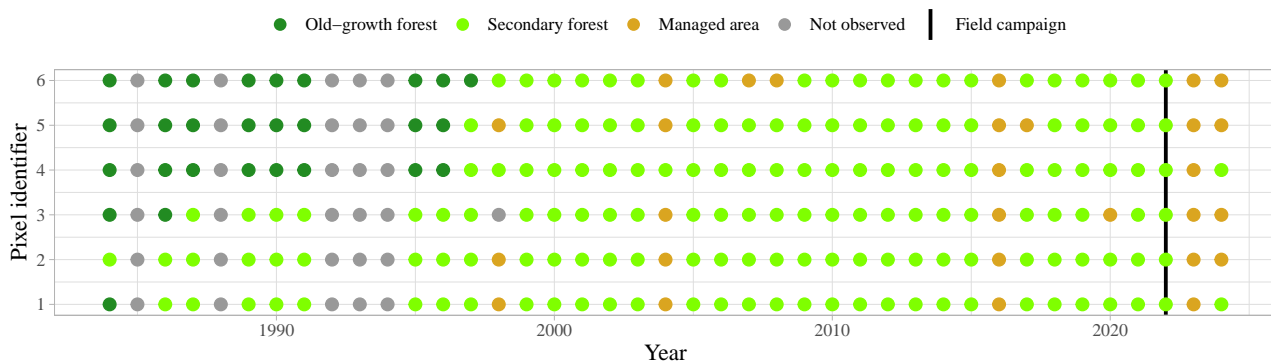 Old−growth forest Secondary forest Managed area Not observed Field campaign
Pixel identifier
6
5
4
3
2
1
1990 2000 2010 2020
Year